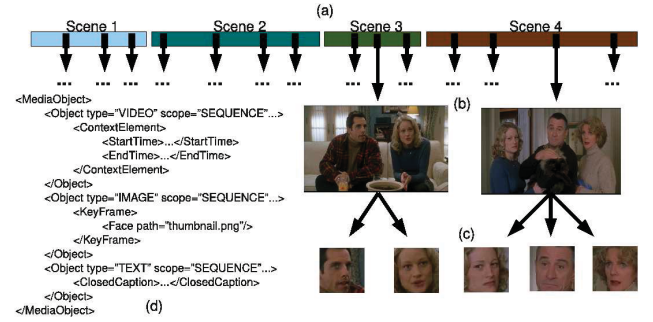 (a)
Scene 1 Scene 2 Scene 3 Scene 4
... ... ... ... ... ... ... ... ... ... ... ...
(b)
<MediaObject>
<Object type="VIDEO" scope="SEQUENCE"...>
<ContextElement>
<StartTime>...</StartTime>
<EndTime>...</EndTime>
</ContextElement>
</Object>
<Object type="IMAGE" scope="SEQUENCE"...>
<KeyFrame>
<Face path="thumbnail.png"/>
</KeyFrame>
</Object>
<Object type="TEXT" scope="SEQUENCE"...>
<ClosedCaption>...</ClosedCaption>
</Object>
</MediaObject>
(c)
(d)